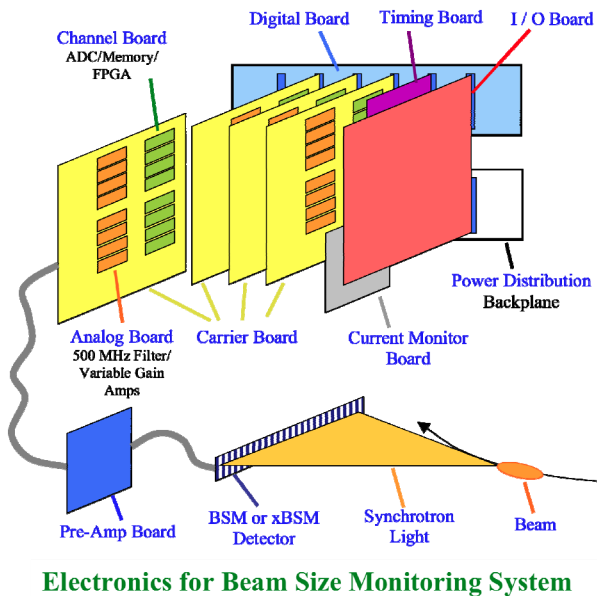 Digital Board
Timing Board
I / O Board
Channel Board
ADC/Memory/
FPGA
Power Distribution
Backplane
Analog Board
500 MHz Filter/
Variable Gain
Amps
Carrier Board
Current Monitor
Board
Pre-Amp Board
BSM or xBSM
Detector
Synchrotron
Light
Beam
Electronics for Beam Size Monitoring System